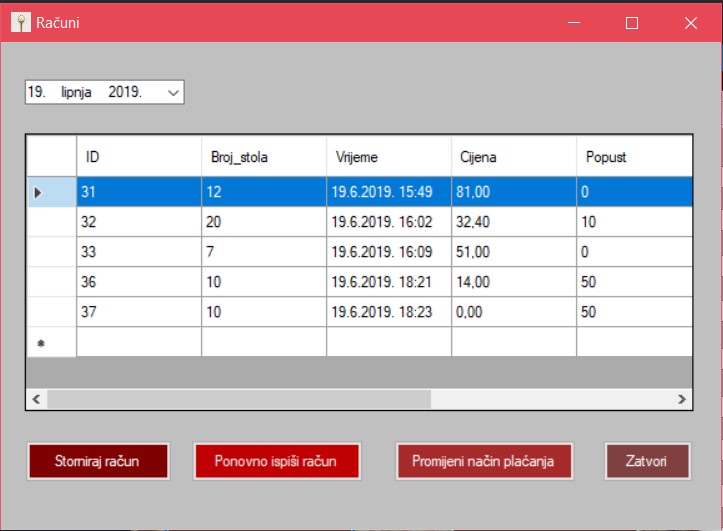 Računi
19. lipnja 2019.
ID Broj_stola Vrijeme Cijena Popust
31 12 19.6.2019. 15:49 81,00 0
32 20 19.6.2019. 16:02 32,40 10
33 7 19.6.2019. 16:09 51,00 0
36 10 19.6.2019. 18:21 14,00 50
37 10 19.6.2019. 18:23 0,00 50
Storniraj račun Ponovno ispiši račun Promijeni način plaćanja Zatvori